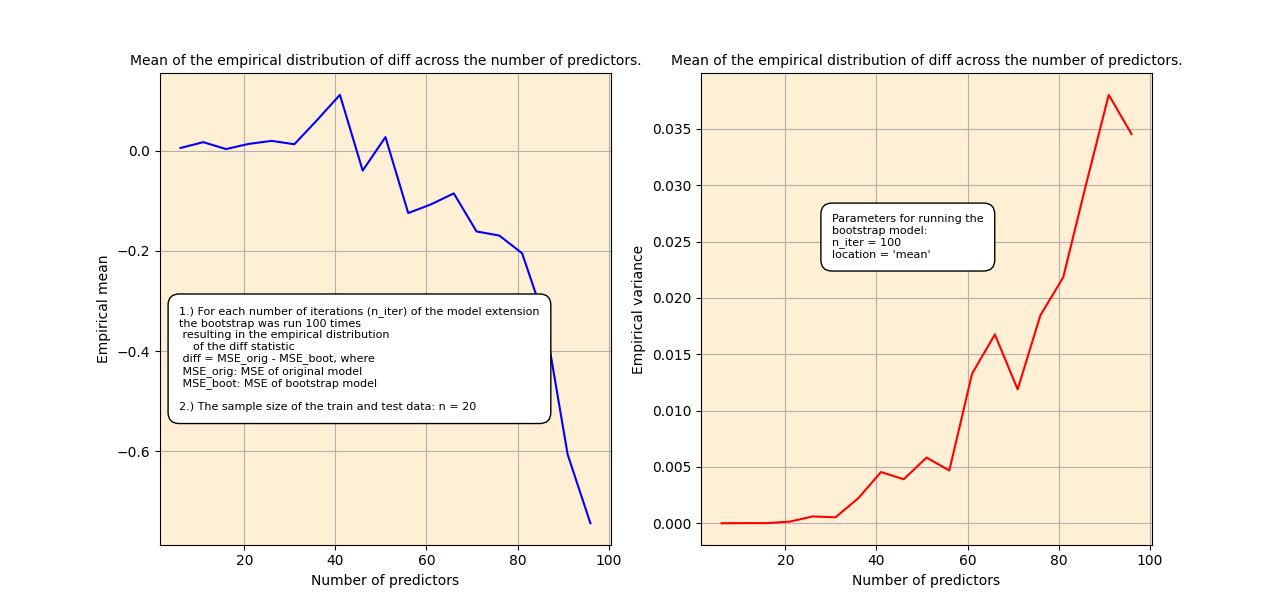 Mean of the empirical distribution of diff across the number of predictors.
0.0
−0.2
−0.4
−0.6
Empirical mean
1.) For each number of iterations (n_iter) of the model extension
the bootstrap was run 100 times
resulting in the empirical distribution
of the diff statistic
diff = MSE_orig - MSE_boot, where
MSE_orig: MSE of original model
MSE_boot: MSE of bootstrap model
2.) The sample size of the train and test data: n = 20
20 40 60 80 100
Number of predictors
Mean of the empirical distribution of diff across the number of predictors.
0.035
0.030
0.025
0.020
0.015
0.010
0.005
0.000
Empirical variance
Parameters for running the
bootstrap model:
n_iter = 100
location = 'mean'
20 40 60 80 100
Number of predictors